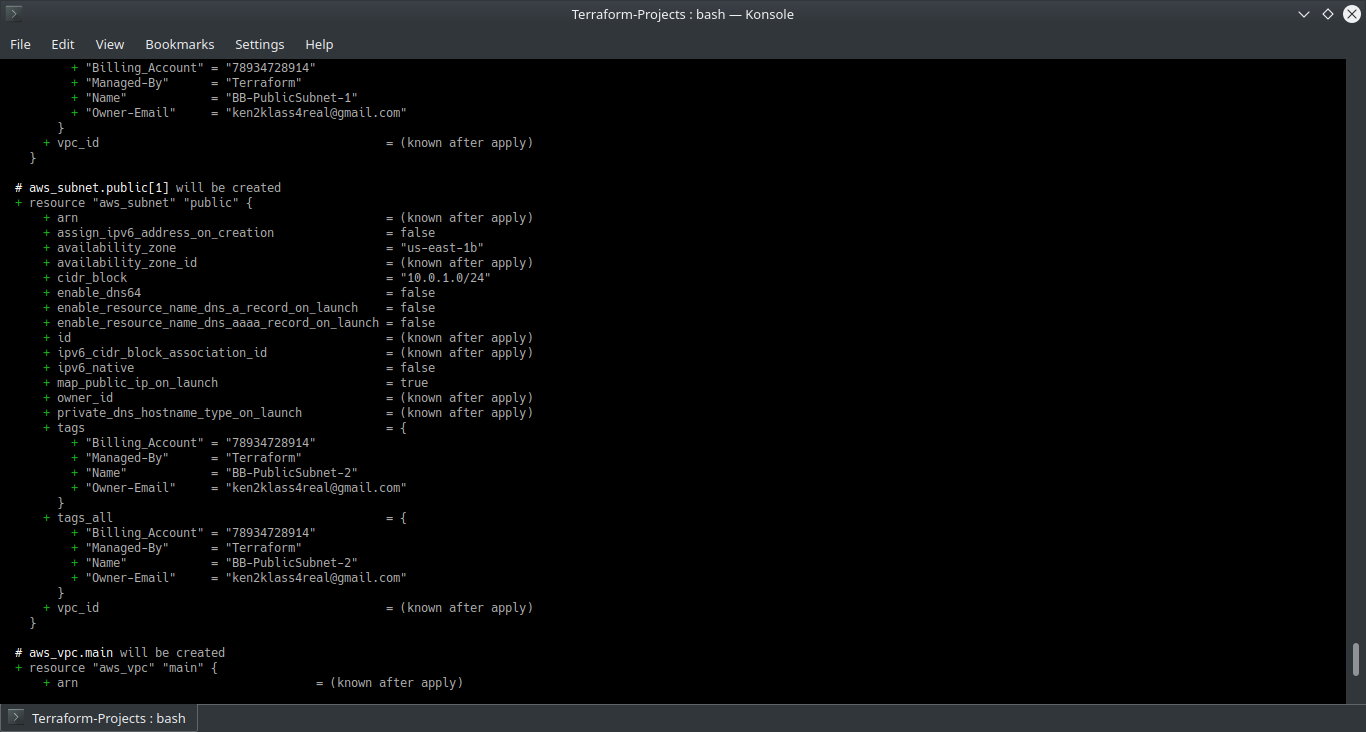 Terraform-Projects : bash — Konsole
File Edit View Bookmarks Settings Help
+ "Billing_Account" = "78934728914"
+ "Managed-By" = "Terraform"
+ "Name" = "BB-PublicSubnet-1"
+ "Owner-Email" = "ken2klass4real@gmail.com"
}
+ vpc_id = (known after apply)
}
# aws_subnet.public[1] will be created
+ resource "aws_subnet" "public" {
+ arn = (known after apply)
+ assign_ipv6_address_on_creation = false
+ availability_zone = "us-east-1b"
+ availability_zone_id = (known after apply)
+ cidr_block = "10.0.1.0/24"
+ enable_dns64 = false
+ enable_resource_name_dns_a_record_on_launch = false
+ enable_resource_name_dns_aaaa_record_on_launch = false
+ id = (known after apply)
+ ipv6_cidr_block_association_id = (known after apply)
+ ipv6_native = false
+ map_public_ip_on_launch = true
+ owner_id = (known after apply)
+ private_dns_hostname_type_on_launch = (known after apply)
+ tags = {
+ "Billing_Account" = "78934728914"
+ "Managed-By" = "Terraform"
+ "Name" = "BB-PublicSubnet-2"
+ "Owner-Email" = "ken2klass4real@gmail.com"
}
+ tags_all = {
+ "Billing_Account" = "78934728914"
+ "Managed-By" = "Terraform"
+ "Name" = "BB-PublicSubnet-2"
+ "Owner-Email" = "ken2klass4real@gmail.com"
}
+ vpc_id = (known after apply)
}
# aws_vpc.main will be created
+ resource "aws_vpc" "main" {
+ arn = (known after apply)
Terraform-Projects : bash